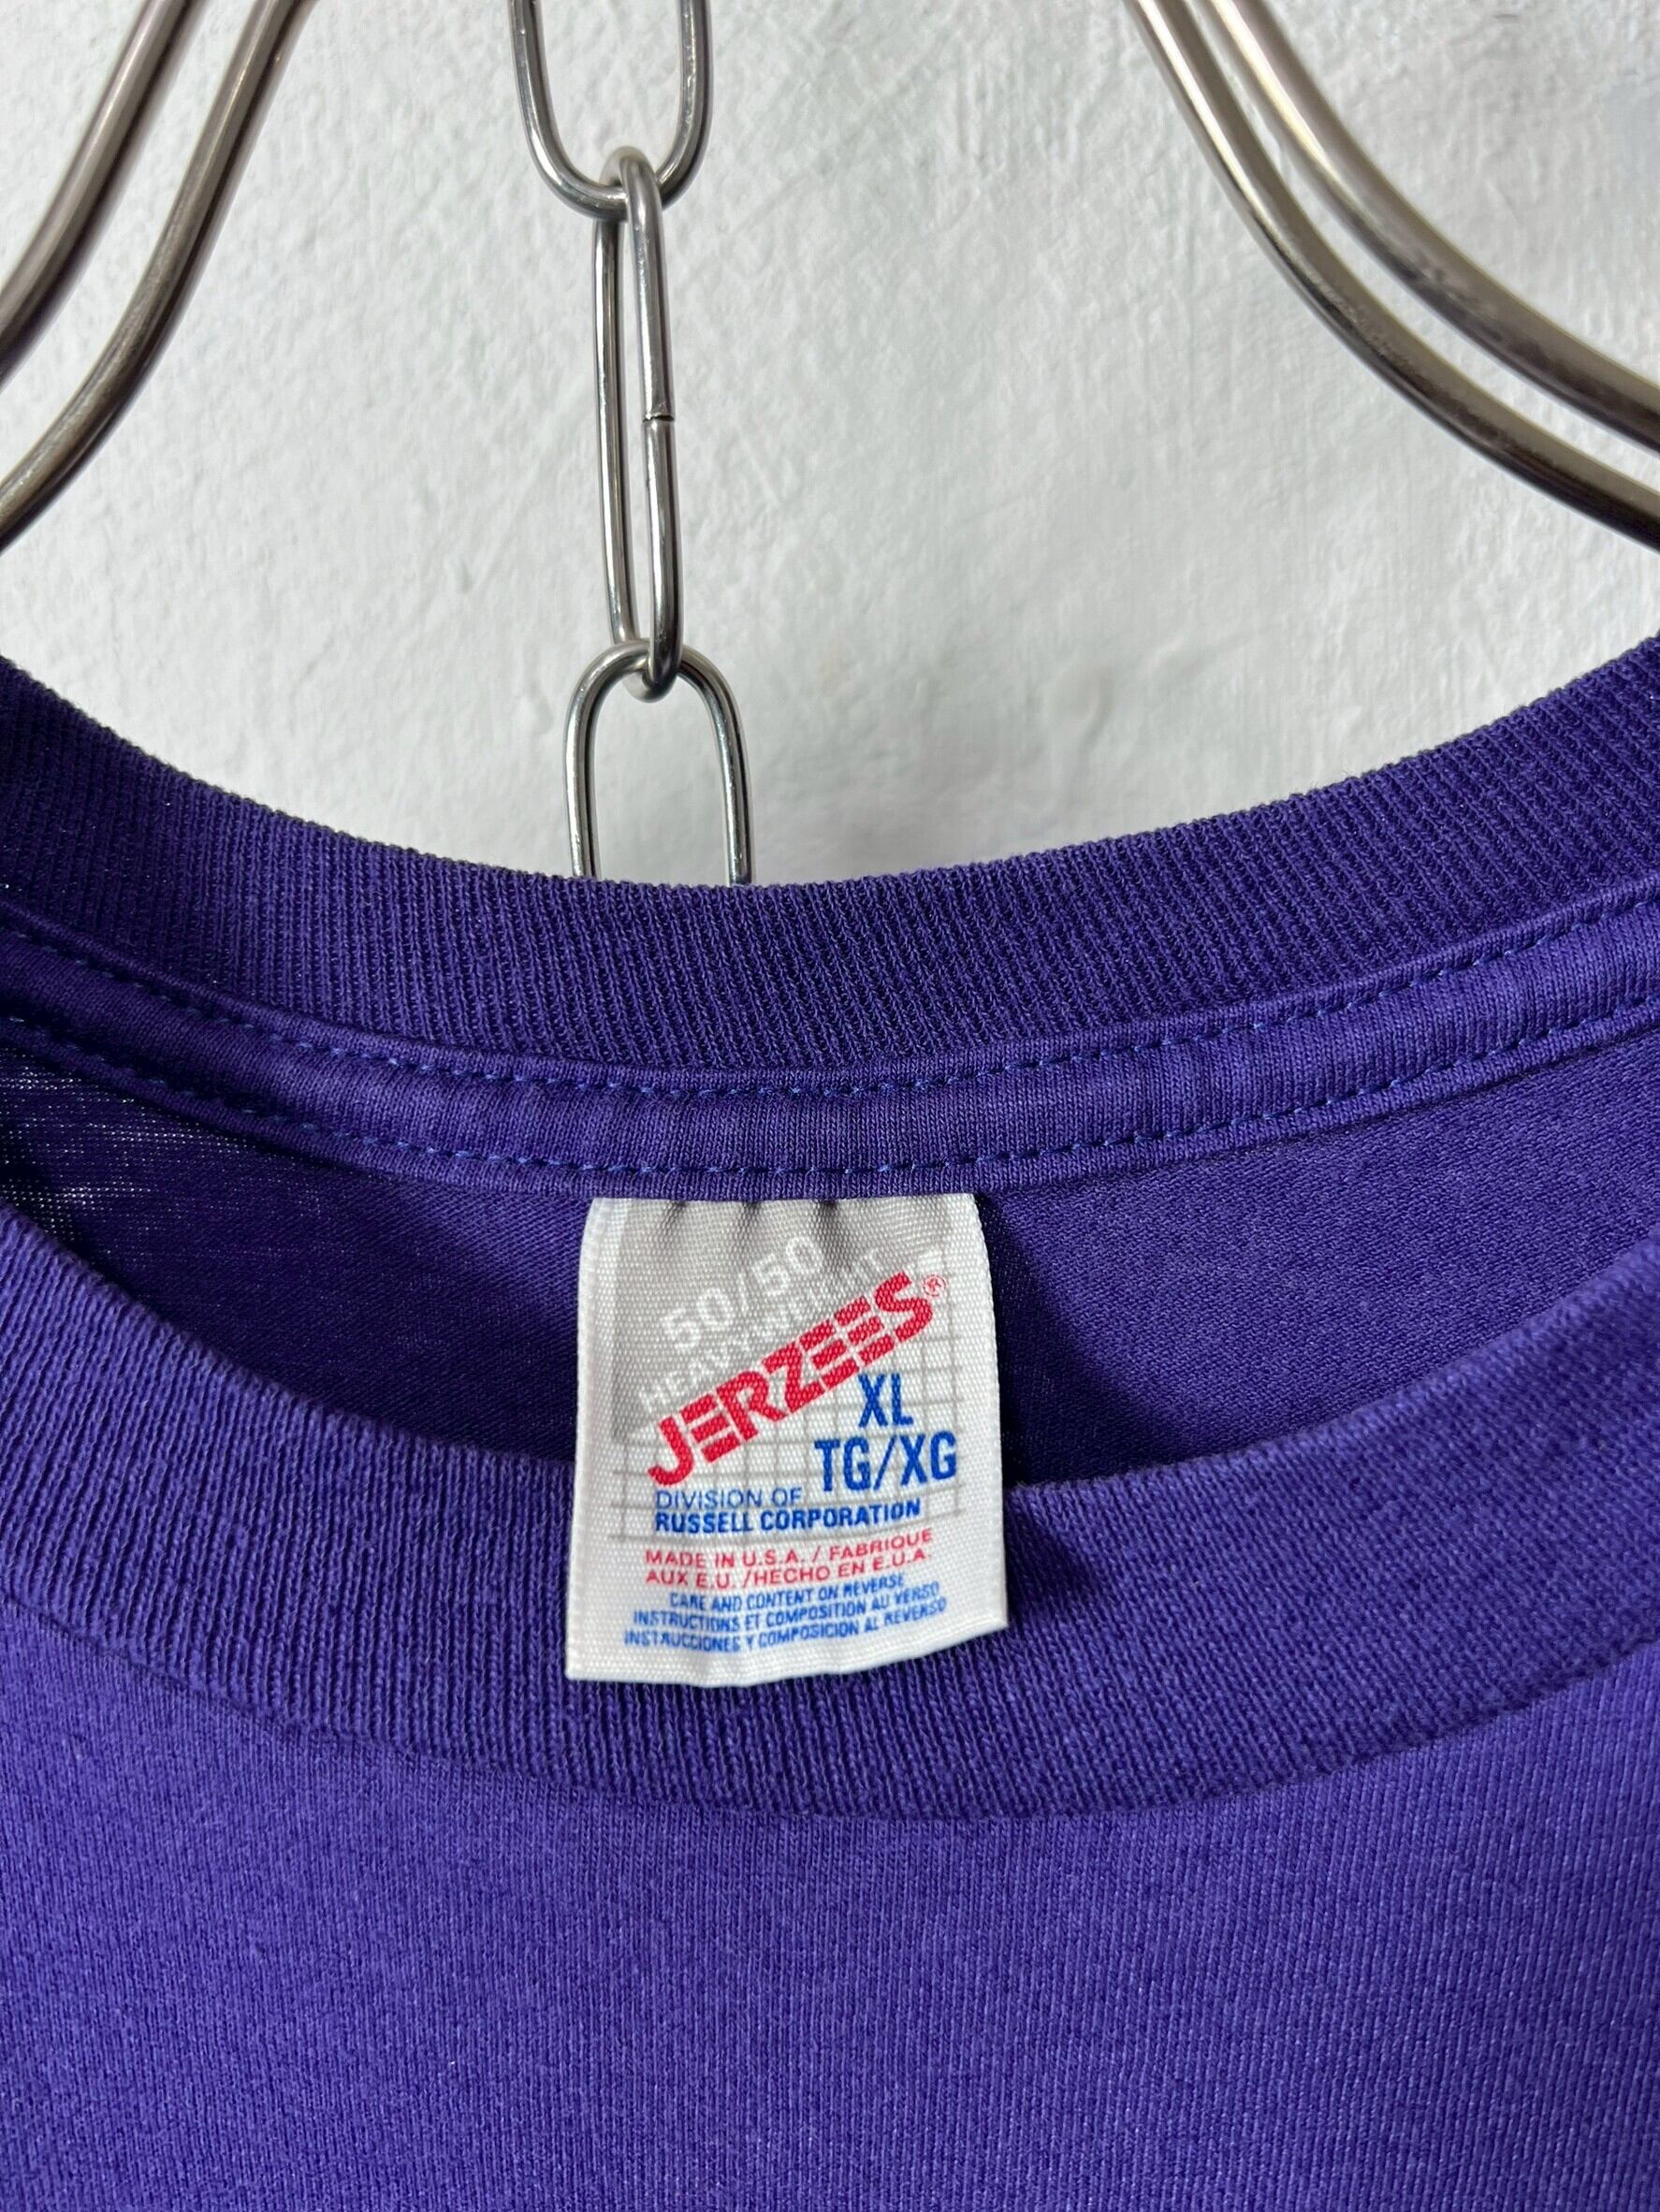 50/50
HEAVYWEIGHT
JERZEES®
XL
TG/XG
DIVISION OF
RUSSELL CORPORATION
MADE IN U.S.A. / FABRIQUE
AUX E.U. /HECHO EN E.U.A.
CARE AND CONTENT ON REVERSE
INSTRUCTIONS ET COMPOSITION AU VERSO
INSTRUCCIONES Y COMPOSICION AL REVERSO